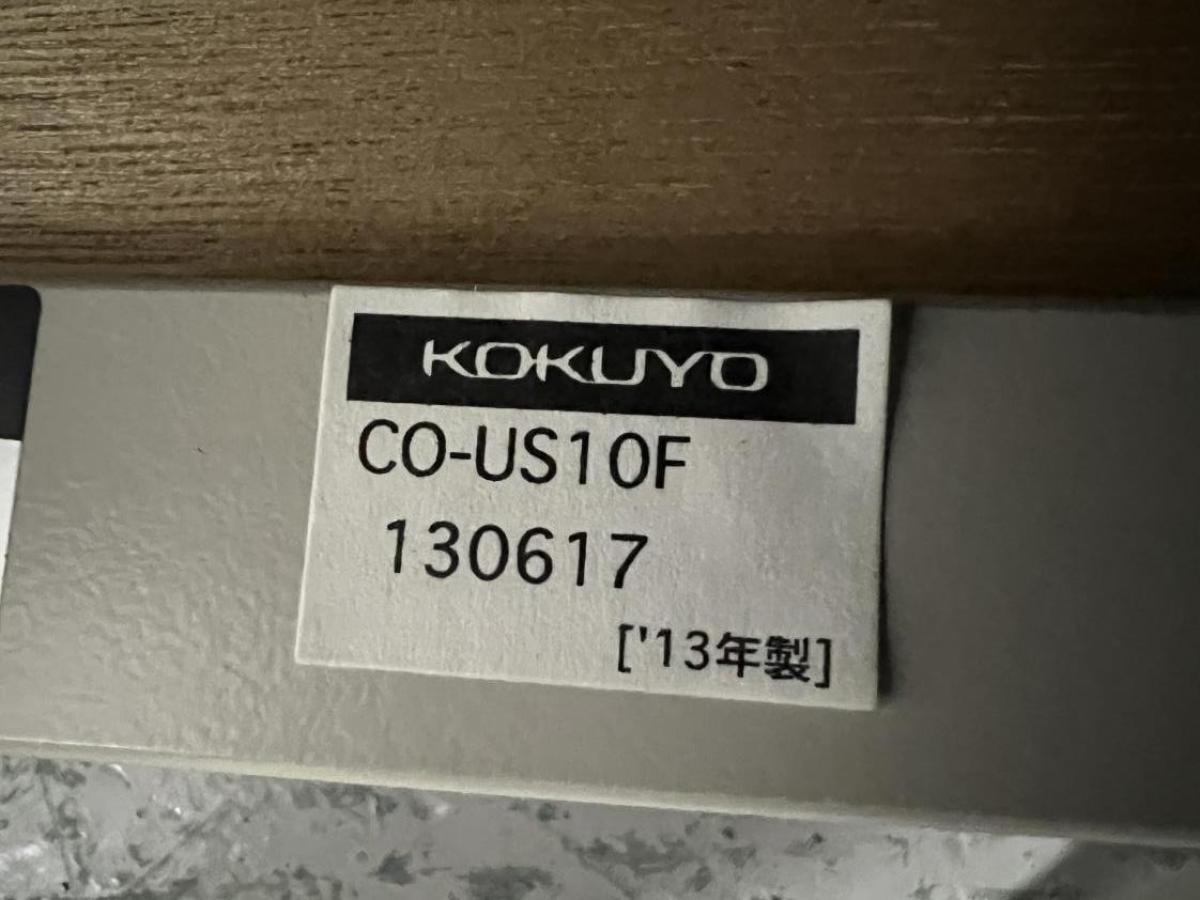 KOKUYO
CO-US10F
130617
['13年製]